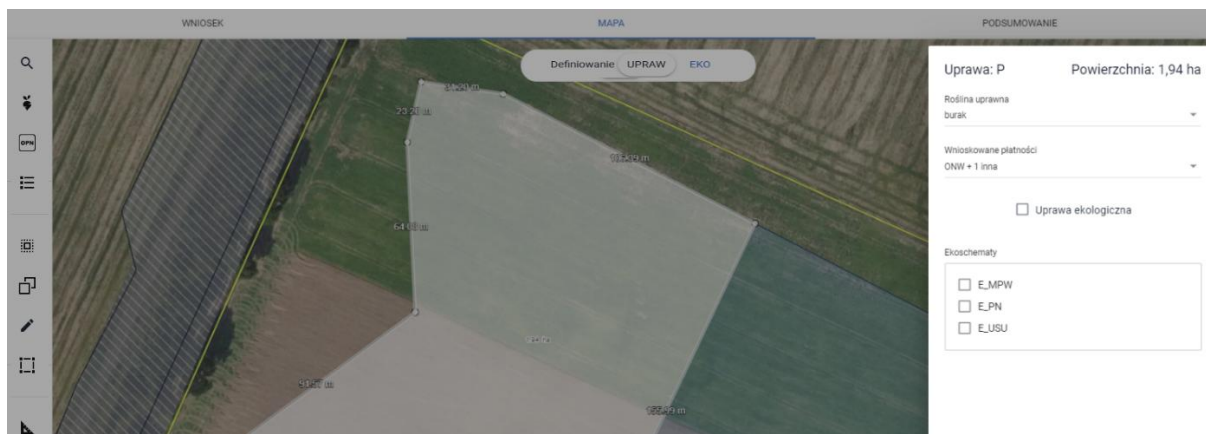 WNIOSEK MAPA PODSUMOWANIE
Definiowanie UPRAW EKO
Uprawa: P Powierzchnia: 1,94 ha
Roślina uprawna
burak
Wnioskowane płatności
ONW + 1 inna
Uprawa ekologiczna
Ekoschematy
E_MPW
E_PN
E_USU
OPN
m
m
m
m
m
m